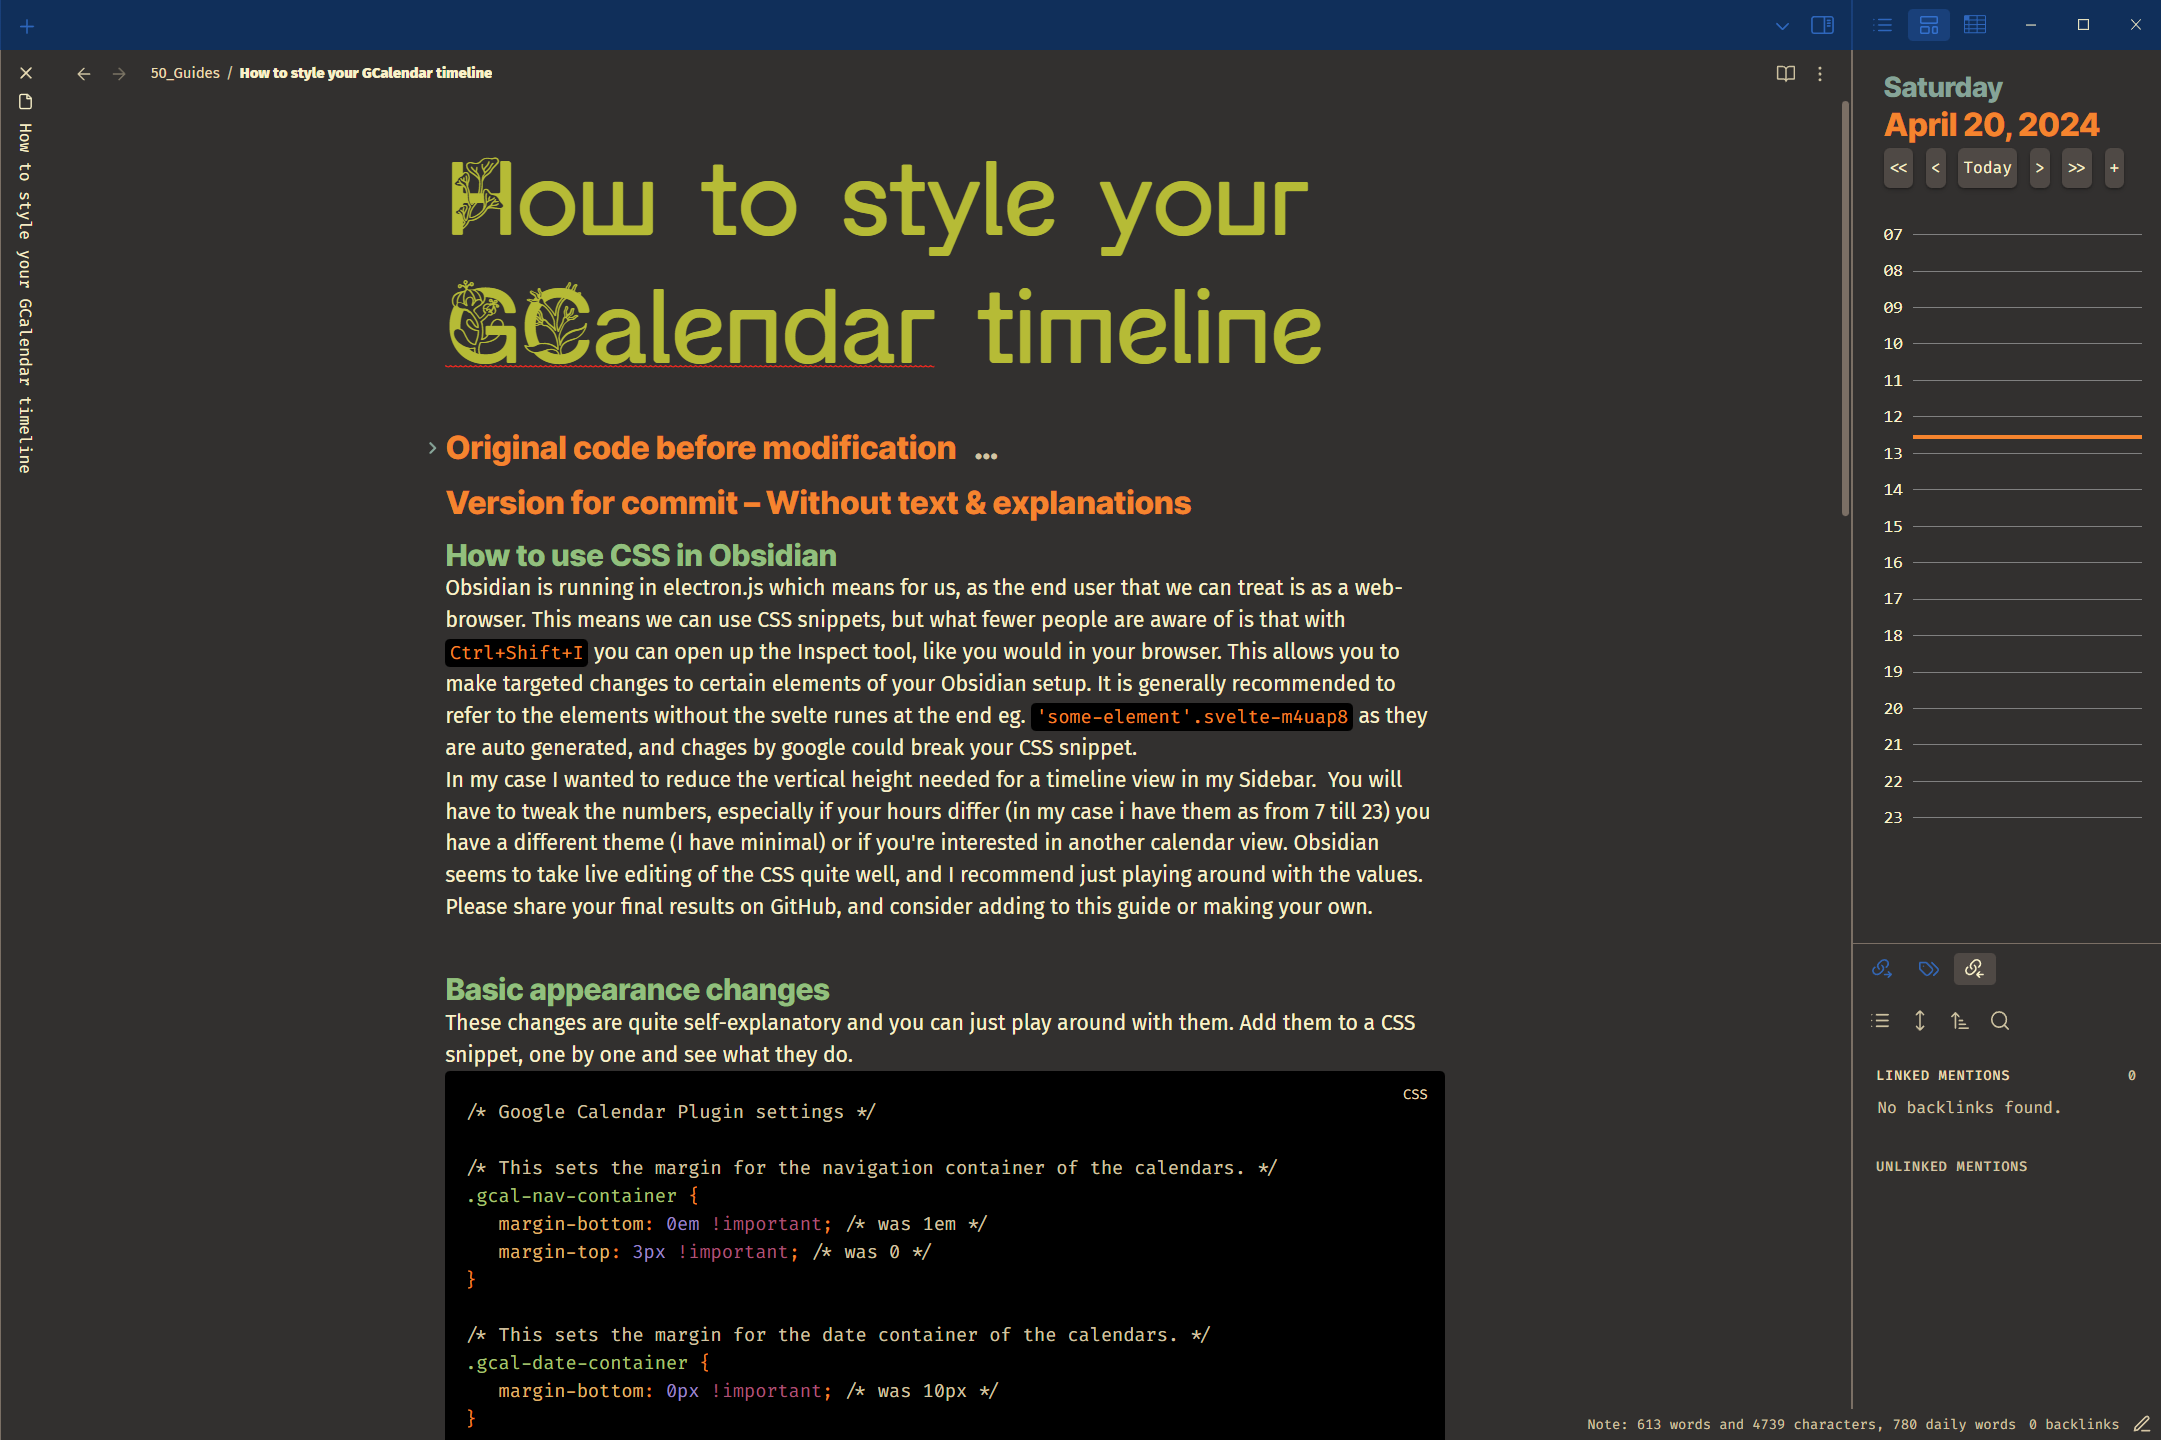 50_Guides / How to style your GCalendar timeline
How to style your GCalendar timeline
How to style your
GCalendar timeline
Original code before modification ...
Version for commit – Without text & explanations
How to use CSS in Obsidian
Obsidian is running in electron.js which means for us, as the end user that we can treat is as a web-
browser. This means we can use CSS snippets, but what fewer people are aware of is that with
Ctrl+Shift+I you can open up the Inspect tool, like you would in your browser. This allows you to
make targeted changes to certain elements of your Obsidian setup. It is generally recommended to
refer to the elements without the svelte runes at the end eg. 'some-element'.svelte-m4uap8 as they
are auto generated, and chages by google could break your CSS snippet.
In my case I wanted to reduce the vertical height needed for a timeline view in my Sidebar.  You will
have to tweak the numbers, especially if your hours differ (in my case i have them as from 7 till 23) you
have a different theme (I have minimal) or if you're interested in another calendar view. Obsidian
seems to take live editing of the CSS quite well, and I recommend just playing around with the values.
Please share your final results on GitHub, and consider adding to this guide or making your own.
Basic appearance changes
These changes are quite self-explanatory and you can just play around with them. Add them to a CSS
snippet, one by one and see what they do.
CSS
/* Google Calendar Plugin settings */
/* This sets the margin for the navigation container of the calendars. */
.gcal-nav-container {
margin-bottom: 0em !important; /* was 1em */
margin-top: 3px !important; /* was 0 */
}
/* This sets the margin for the date container of the calendars. */
.gcal-date-container {
margin-bottom: 0px !important; /* was 10px */
}
Saturday
April 20, 2024
<< < Today > >> +
07
08
09
10
11
12
13
14
15
16
17
18
19
20
21
22
23
LINKED MENTIONS 0
No backlinks found.
UNLINKED MENTIONS
Note: 613 words and 4739 characters, 780 daily words 0 backlinks